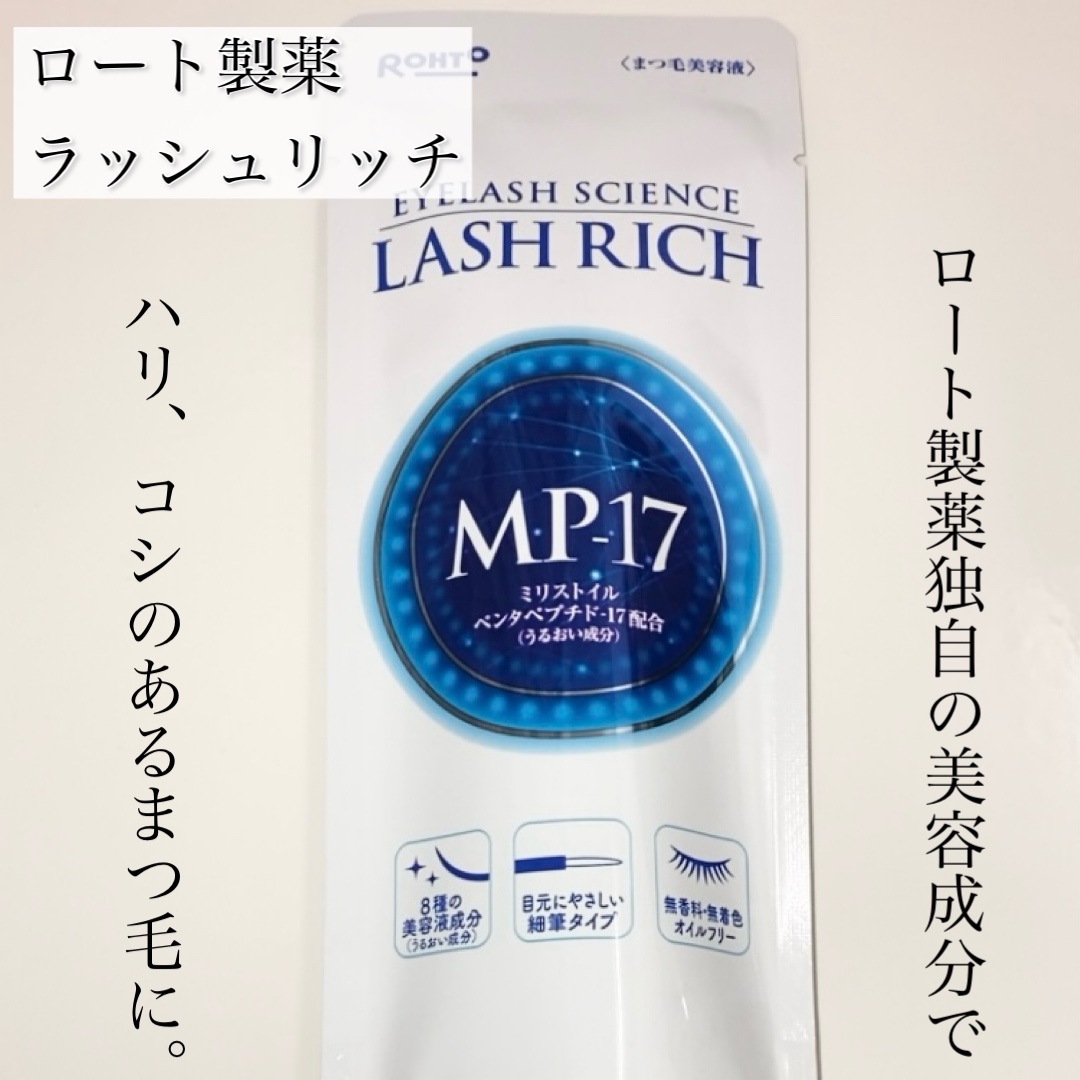 ロート製薬
ラッシュリッチ
ROHTO
〈まつ毛美容液〉
EYELASH SCIENCE
LASH RICH
MP-17
ミリストイル
ペンタペプチド-17配合
(うるおい成分)
8種の
美容液成分
(うるおい成分)
目元にやさしい
細筆タイプ
無香料・無着色
オイルフリー
ロート製薬独自の美容成分で
ハリ、コシのあるまつ毛に。